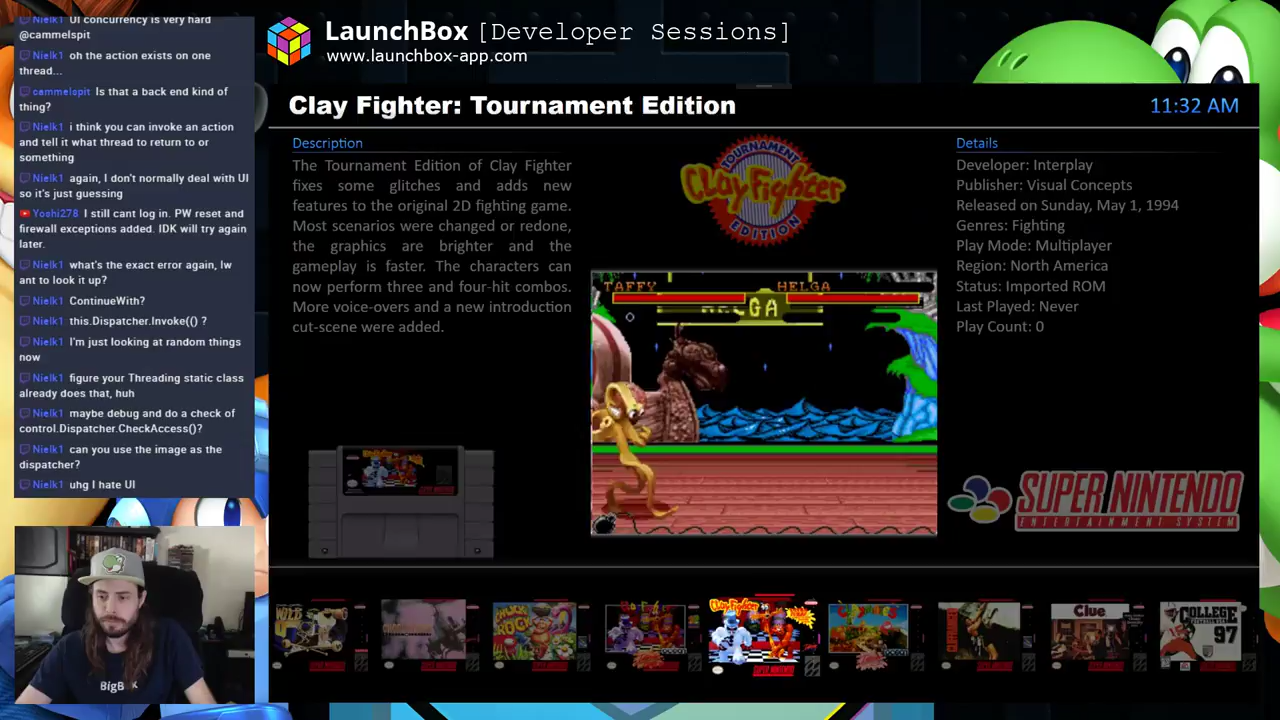 Nielk1 UI concurrency is very hard
@cammelspit
Nielk1 oh the action exists on one
thread...
cammelspit Is that a back end kind of
thing?
Nielk1 i think you can invoke an action
and tell it what thread to return to or
something
Nielk1 again, I don't normally deal with UI
so it's just guessing
Yoshi278 I still cant log in. PW reset and
firewall exceptions added. IDK will try again
later.
Nielk1 what's the exact error again, Iw
ant to look it up?
Nielk1 ContinueWith?
Nielk1 this.Dispatcher.Invoke(() ?
Nielk1 I'm just looking at random things
now
Nielk1 figure your Threading static class
already does that, huh
Nielk1 maybe debug and do a check of
control.Dispatcher.CheckAccess()?
Nielk1 can you use the image as the
dispatcher?
Nielk1 uhg I hate UI
LaunchBox [Developer Sessions]
www.launchbox-app.com
Clay Fighter: Tournament Edition
11:32 AM
Description
The Tournament Edition of Clay Fighter
fixes some glitches and adds new
features to the original 2D fighting game.
Most scenarios were changed or redone,
the graphics are brighter and the
gameplay is faster. The characters can
now perform three and four-hit combos.
More voice-overs and a new introduction
cut-scene were added.
TOURNAMENT
ClayFighter
EDITION
TAFFY
HELGA
Details
Developer: Interplay
Publisher: Visual Concepts
Released on Sunday, May 1, 1994
Genres: Fighting
Play Mode: Multiplayer
Region: North America
Status: Imported ROM
Last Played: Never
Play Count: 0
SUPER NINTENDO
ENTERTAINMENT SYSTEM
ClayFighter
Clue
COLLEGE
97